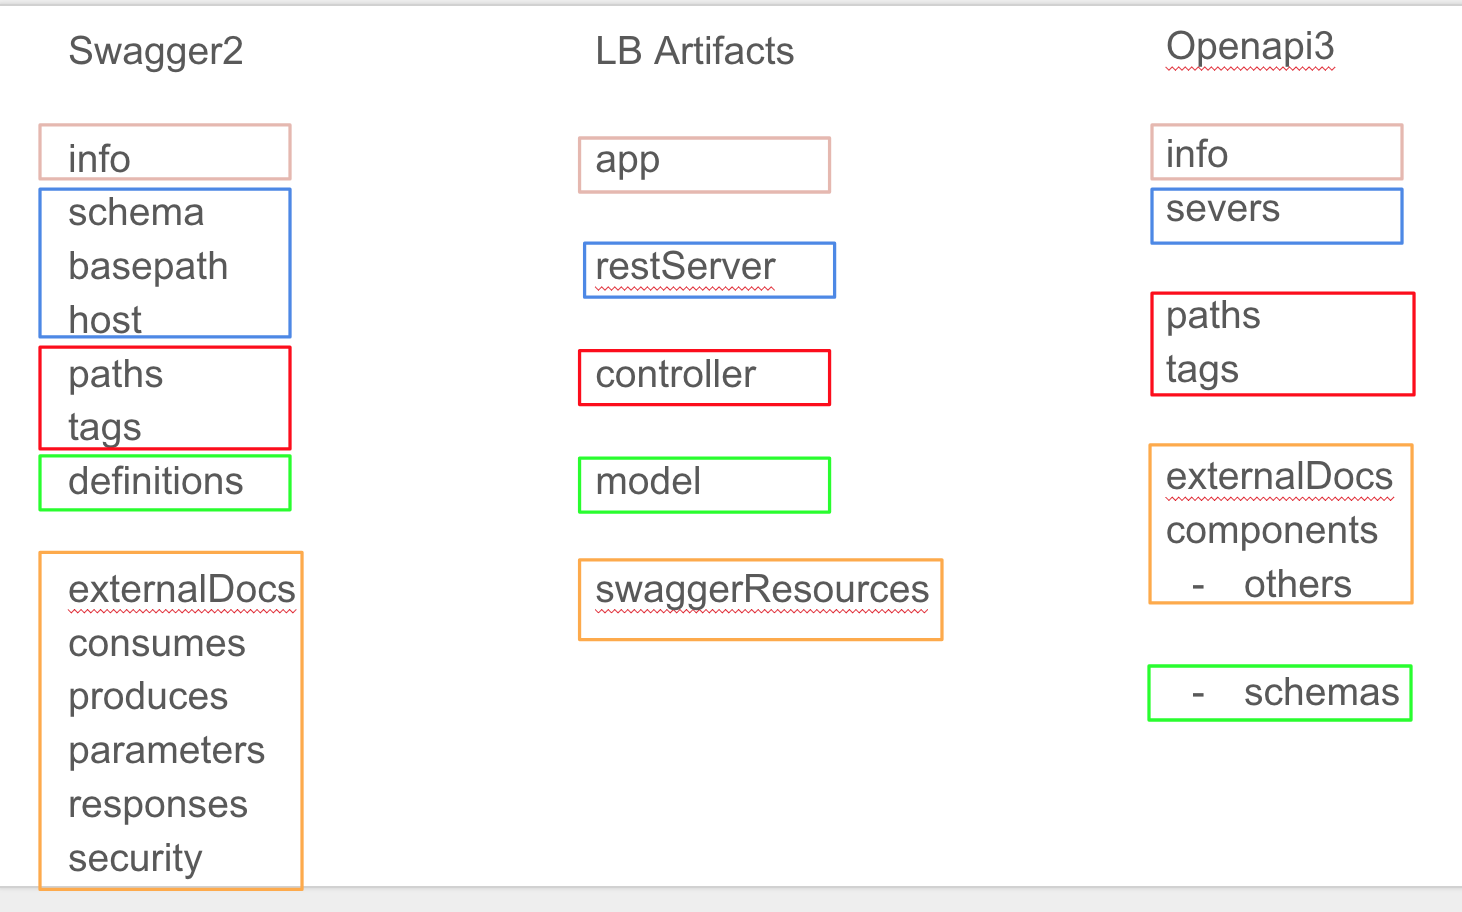 Swagger2
info
schema
basepath
host
paths
tags
definitions
externalDocs
consumes
produces
parameters
responses
security
LB Artifacts
app
restServer
controller
model
swaggerResources
Openapi3
info
severs
paths
tags
externalDocs
components
- others
- schemas